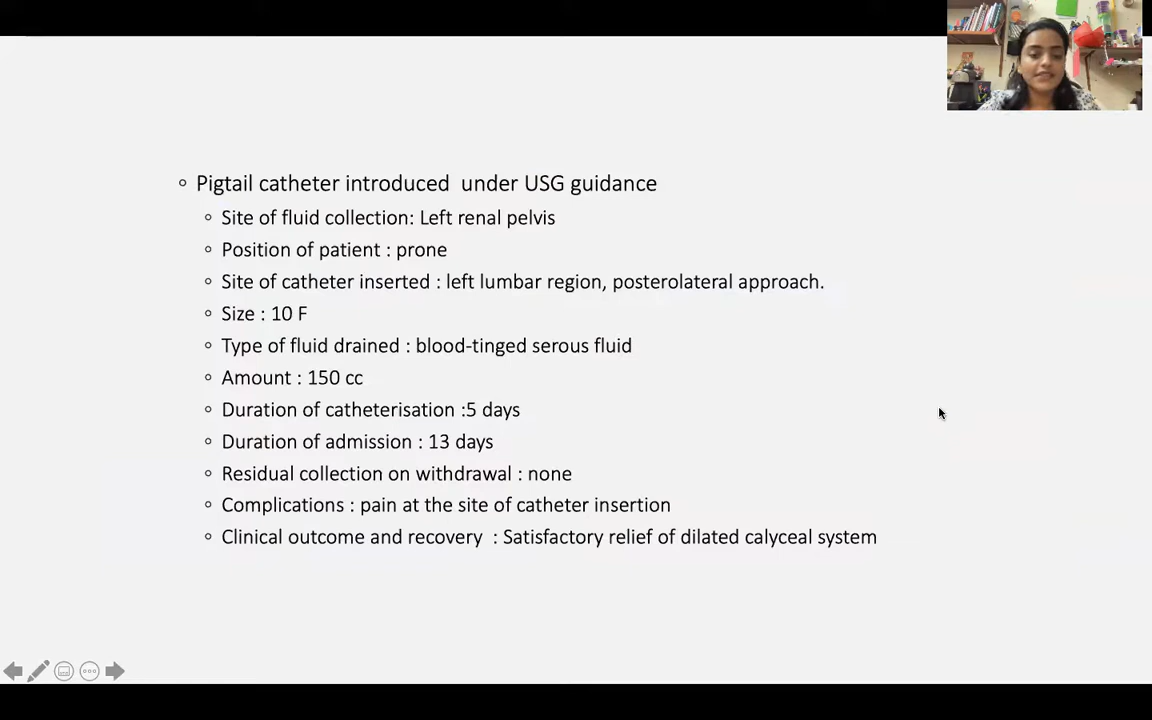 Pigtail catheter introduced  under USG guidance
Site of fluid collection: Left renal pelvis
Position of patient : prone
Site of catheter inserted : left lumbar region, posterolateral approach.
Size : 10 F
Type of fluid drained : blood-tinged serous fluid
Amount : 150 cc
Duration of catheterisation :5 days
Duration of admission : 13 days
Residual collection on withdrawal : none
Complications : pain at the site of catheter insertion
Clinical outcome and recovery  : Satisfactory relief of dilated calyceal system